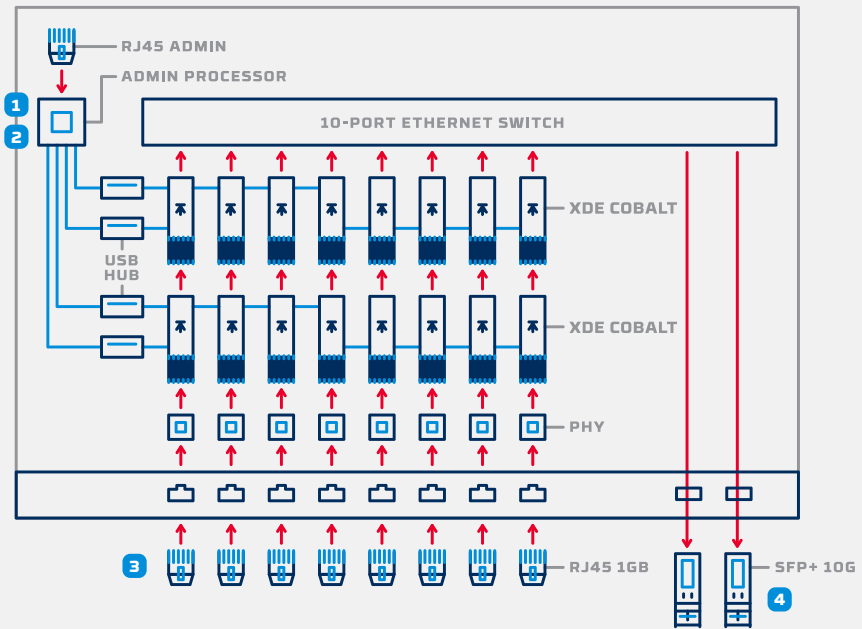 RJ45 ADMIN
ADMIN PROCESSOR
1
2
10-PORT ETHERNET SWITCH
XDE COBALT
USB
HUB
XDE COBALT
PHY
3
RJ45 1GB
SFP+ 10G
4